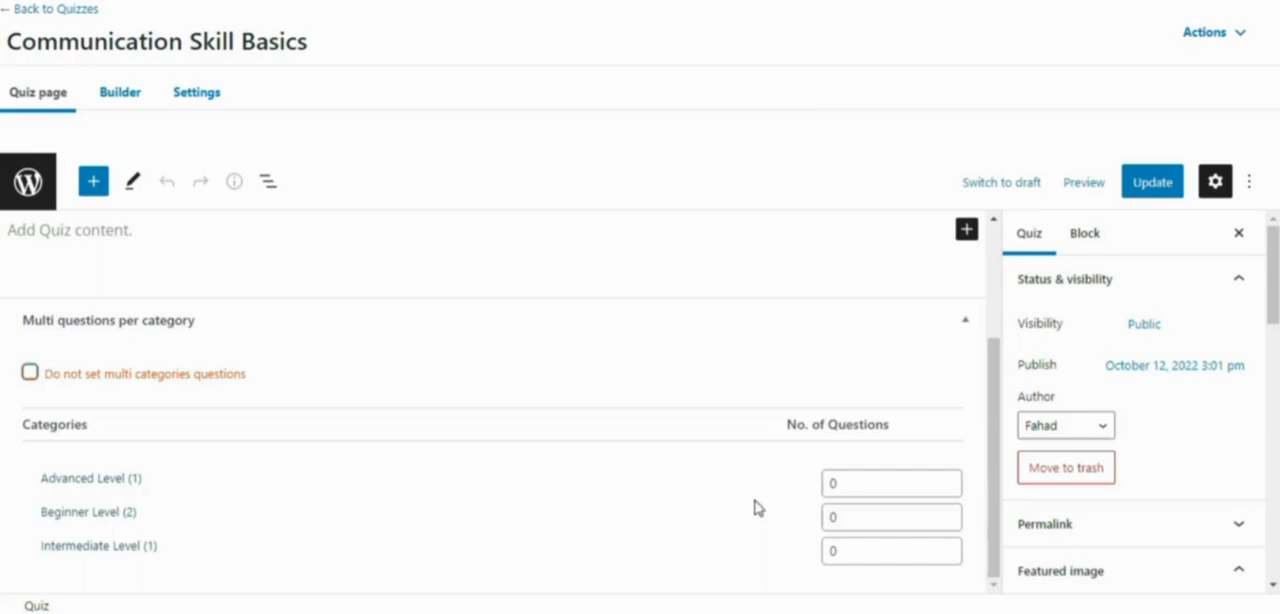 ← Back to Quizzes
Communication Skill Basics
Actions
Quiz page Builder Settings
Switch to draft Preview Update
Add Quiz content.
Quiz Block
Status & visibility
Multi questions per category
Visibility Public
Publish October 12, 2022 3:01 pm
Do not set multi categories questions
Author
Categories No. of Questions
Fahad
Move to trash
Advanced Level (1) 0
Beginner Level (2) 0
Permalink
Intermediate Level (1) 0
Featured image
Quiz